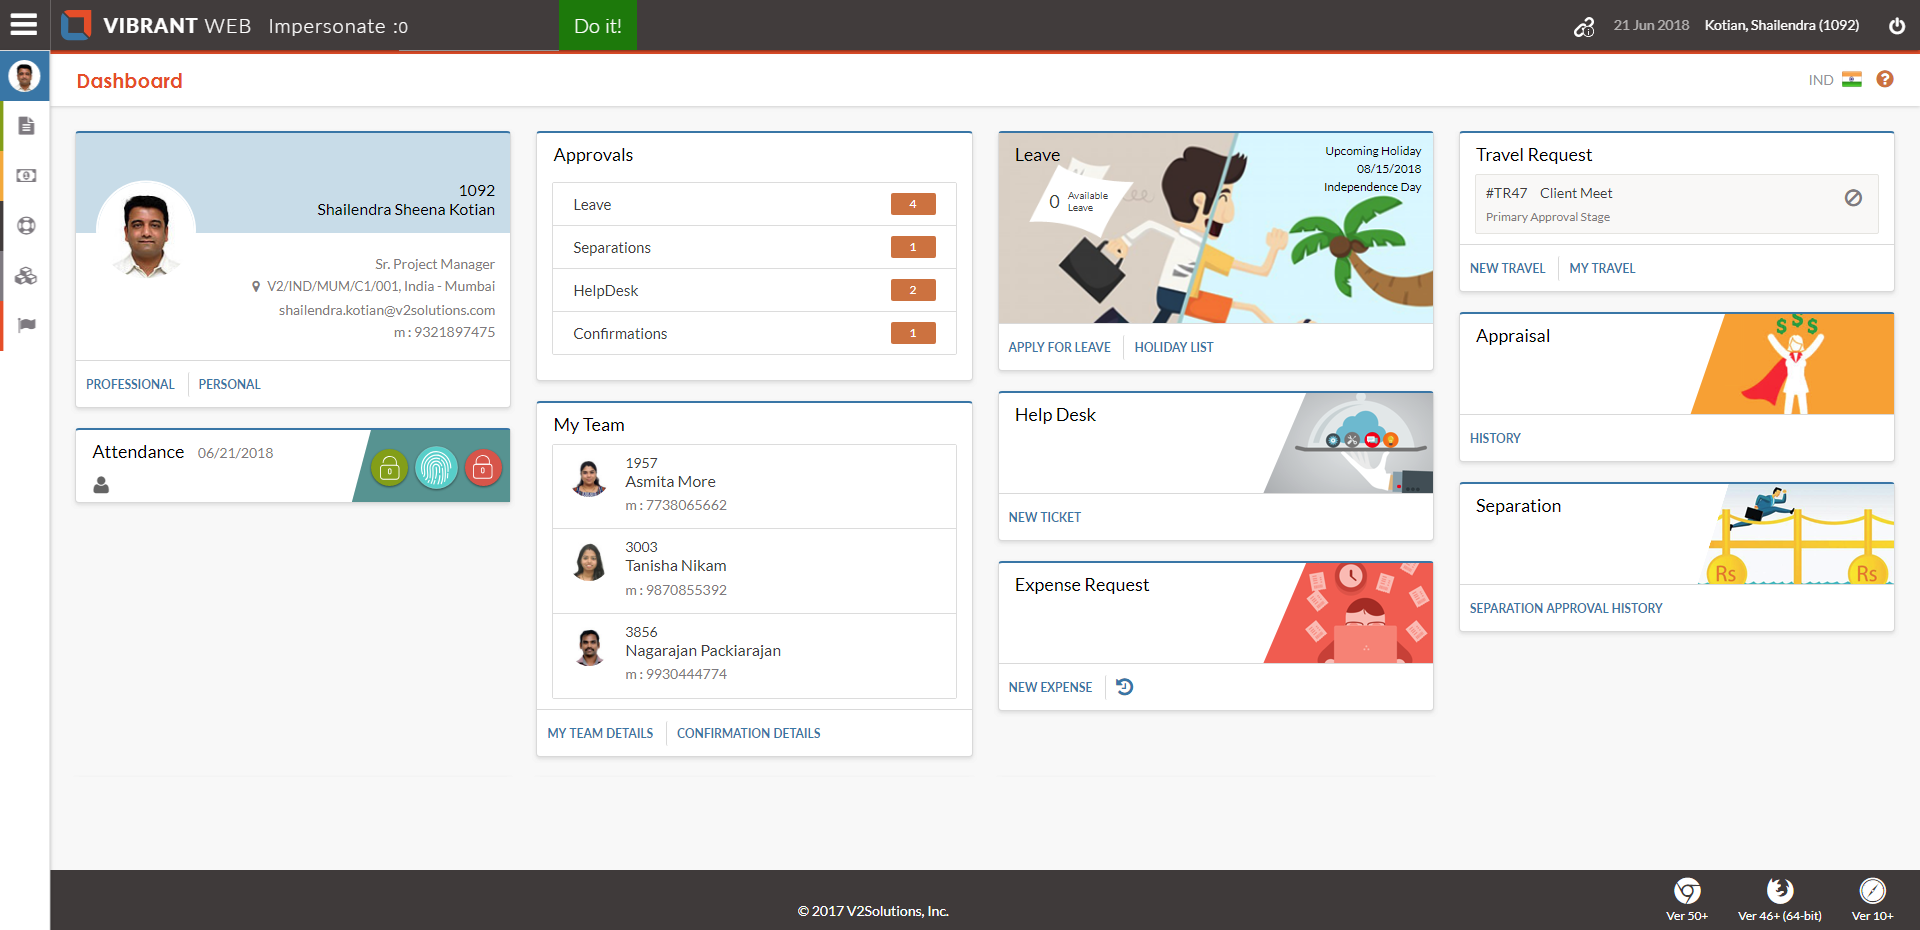 VIBRANT WEB Impersonate :0 Do it!
21 Jun 2018 Kotian, Shailendra (1092)
Dashboard
IND
1092
Shailendra Sheena Kotian
Sr. Project Manager
V2/IND/MUM/C1/001, India - Mumbai
shailendra.kotian@v2solutions.com
m : 9321897475
PROFESSIONAL PERSONAL
Attendance 06/21/2018
Approvals
Leave 4
Separations 1
HelpDesk 2
Confirmations 1
My Team
1957
Asmita More
m : 7738065662
3003
Tanisha Nikam
m : 9870855392
3856
Nagarajan Packiarajan
m : 9930444774
MY TEAM DETAILS CONFIRMATION DETAILS
Leave
Upcoming Holiday
08/15/2018
Independence Day
0 Available
Leave
APPLY FOR LEAVE HOLIDAY LIST
Help Desk
NEW TICKET
Expense Request
NEW EXPENSE
Travel Request
#TR47 Client Meet
Primary Approval Stage
NEW TRAVEL MY TRAVEL
Appraisal
$ $ $
HISTORY
Separation
Rs Rs
SEPARATION APPROVAL HISTORY
© 2017 V2Solutions, Inc.
Ver 50+ Ver 46+ (64-bit) Ver 10+